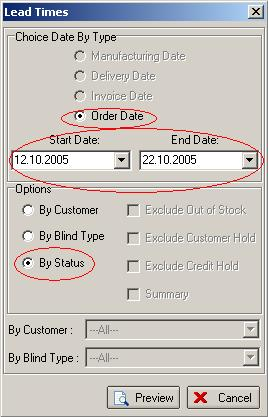 Lead Times
Choice Date By Type
Manufacturing Date
Delivery Date
Invoice Date
Order Date
Start Date: End Date:
12.10.2005 22.10.2005
Options
By Customer Exclude Out of Stock
By Blind Type Exclude Customer Hold
By Status Exclude Credit Hold
Summary
By Customer : ---All---
By Blind Type : ---All---
Preview Cancel